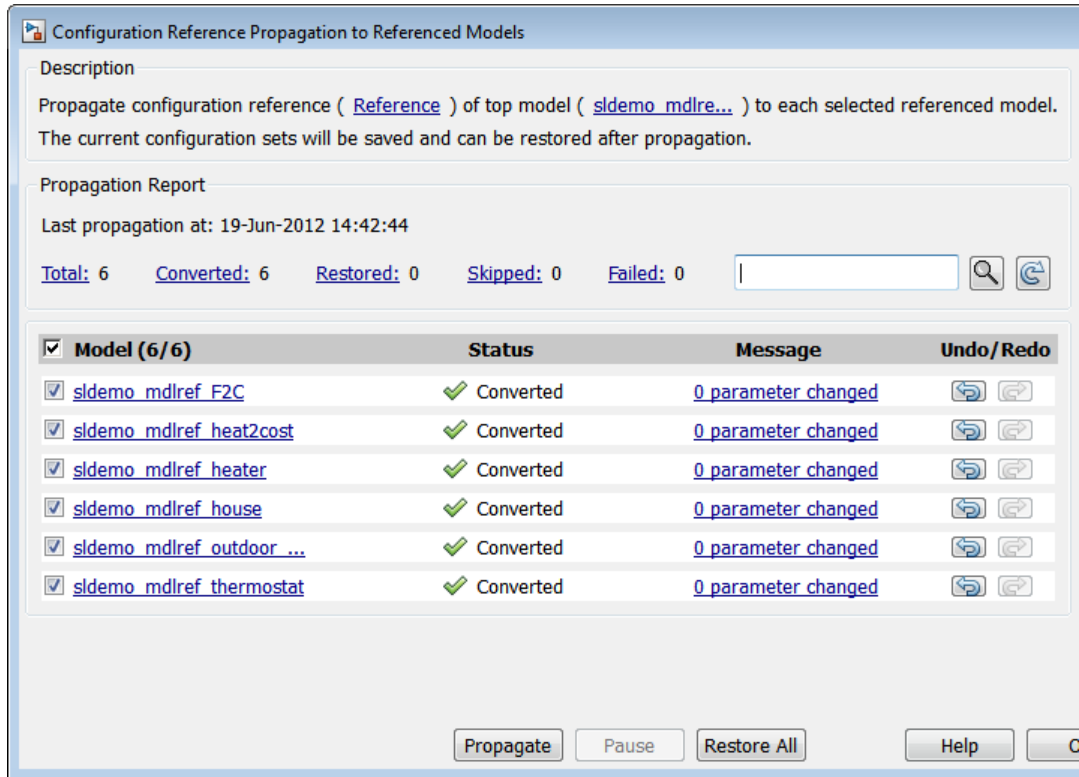 Configuration Reference Propagation to Referenced Models
Description
Propagate configuration reference ( Reference ) of top model ( sldemo_mdlre... ) to each selected referenced model.
The current configuration sets will be saved and can be restored after propagation.
Propagation Report
Last propagation at: 19-Jun-2012 14:42:44
Total: 6 Converted: 6 Restored: 0 Skipped: 0 Failed: 0
Model (6/6) Status Message Undo/Redo
sldemo_mdlref_F2C Converted 0 parameter changed
sldemo_mdlref_heat2cost Converted 0 parameter changed
sldemo_mdlref_heater Converted 0 parameter changed
sldemo_mdlref_house Converted 0 parameter changed
sldemo_mdlref_outdoor_... Converted 0 parameter changed
sldemo_mdlref_thermostat Converted 0 parameter changed
Propagate Pause Restore All Help